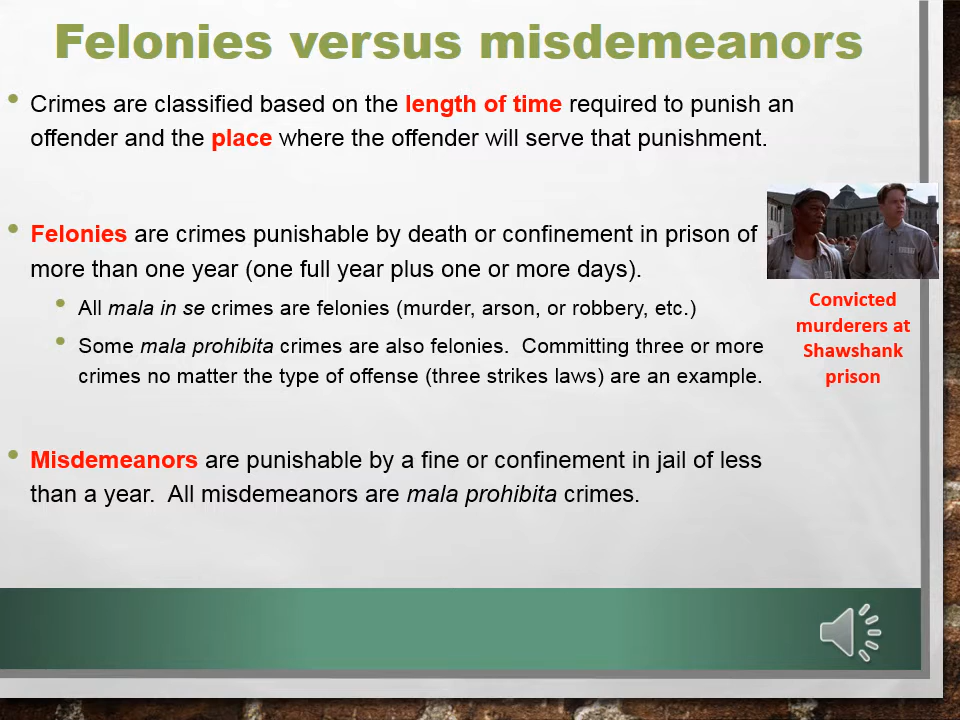 Felonies versus misdemeanors
• Crimes are classified based on the length of time required to punish an
offender and the place where the offender will serve that punishment.
• Felonies are crimes punishable by death or confinement in prison of
more than one year (one full year plus one or more days).
• All mala in se crimes are felonies (murder, arson, or robbery, etc.)
• Some mala prohibita crimes are also felonies.  Committing three or more
crimes no matter the type of offense (three strikes laws) are an example.
Convicted
murderers at
Shawshank
prison
• Misdemeanors are punishable by a fine or confinement in jail of less
than a year.  All misdemeanors are mala prohibita crimes.